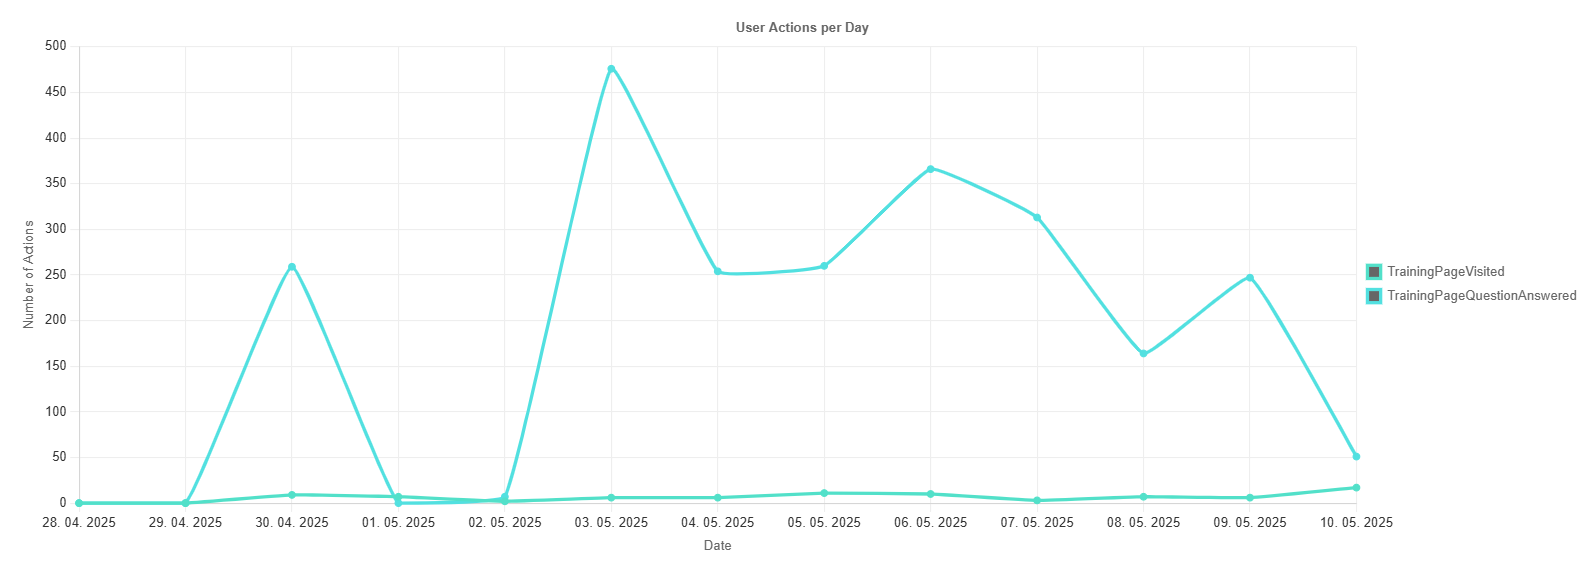 User Actions per Day
500
450
400
350
300
250
200
150
100
50
0
Number of Actions
28. 04. 2025 29. 04. 2025 30. 04. 2025 01. 05. 2025 02. 05. 2025 03. 05. 2025 04. 05. 2025 05. 05. 2025 06. 05. 2025 07. 05. 2025 08. 05. 2025 09. 05. 2025 10. 05. 2025
Date
TrainingPageVisited
TrainingPageQuestionAnswered